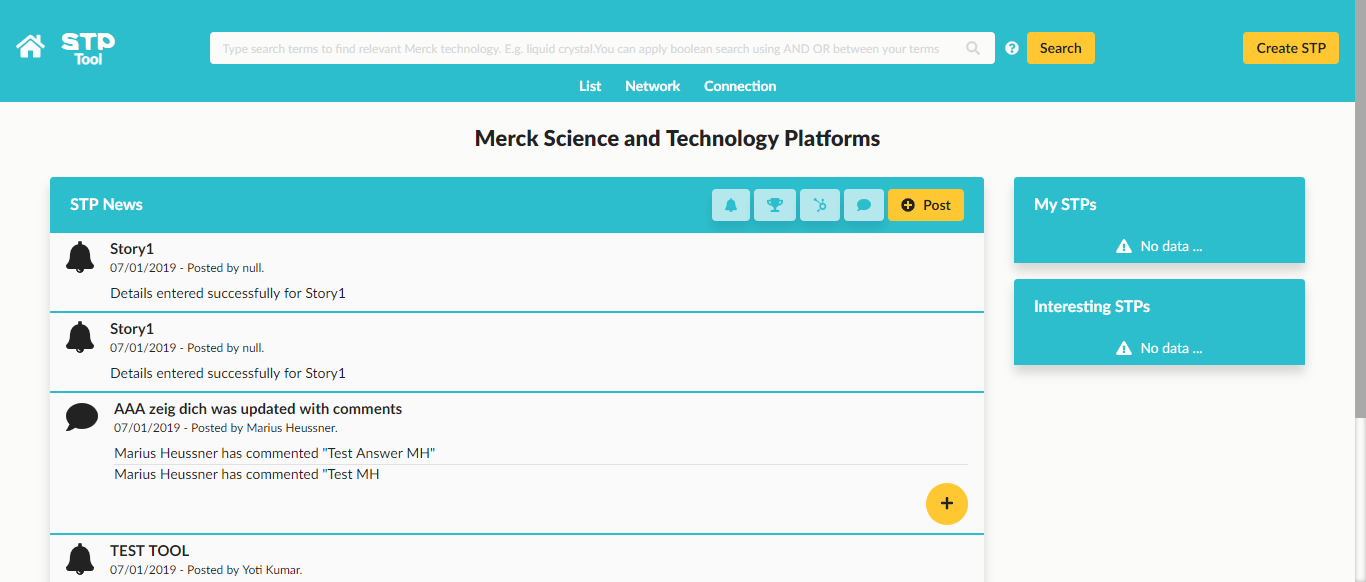 STP
Tool
Type search terms to find relevant Merck technology. E.g. liquid crystal.You can apply boolean search using AND OR between your terms
?
Search
Create STP
List
Network
Connection
Merck Science and Technology Platforms
STP News
Post
Story1
07/01/2019 - Posted by null.
Details entered successfully for Story1
Story1
07/01/2019 - Posted by null.
Details entered successfully for Story1
AAA zeig dich was updated with comments
07/01/2019 - Posted by Marius Heussner.
Marius Heussner has commented "Test Answer MH"
Marius Heussner has commented "Test MH
TEST TOOL
07/01/2019 - Posted by Yoti Kumar.
My STPs
No data ...
Interesting STPs
No data ...